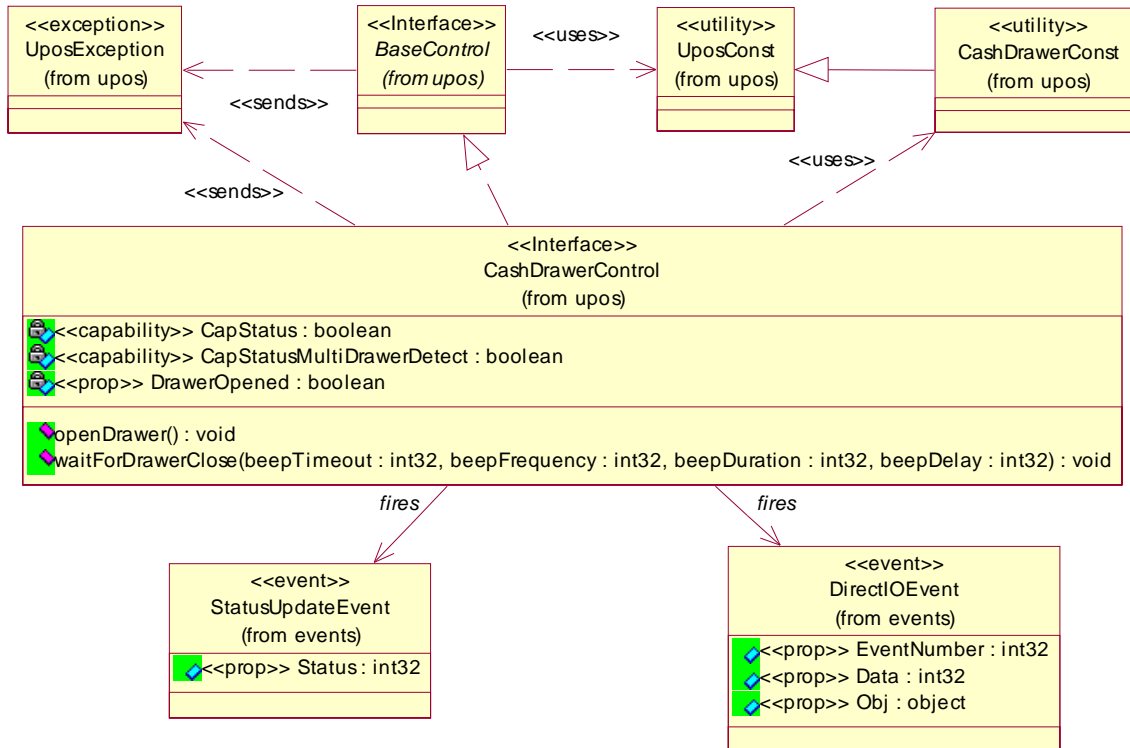 <<exception>>
UposException
(from upos)
<<Interface>>
BaseControl
(from upos)
<<uses>>
<<utility>>
UposConst
(from upos)
<<utility>>
CashDrawerConst
(from upos)
<<sends>>
<<sends>>
<<uses>>
<<Interface>>
CashDrawerControl
(from upos)
<<capability>> CapStatus : boolean
<<capability>> CapStatusMultiDrawerDetect : boolean
<<prop>> DrawerOpened : boolean
openDrawer() : void
waitForDrawerClose(beepTimeout : int32, beepFrequency : int32, beepDuration : int32, beepDelay : int32) : void
fires
fires
<<event>>
StatusUpdateEvent
(from events)
<<prop>> Status : int32
<<event>>
DirectIOEvent
(from events)
<<prop>> EventNumber : int32
<<prop>> Data : int32
<<prop>> Obj : object